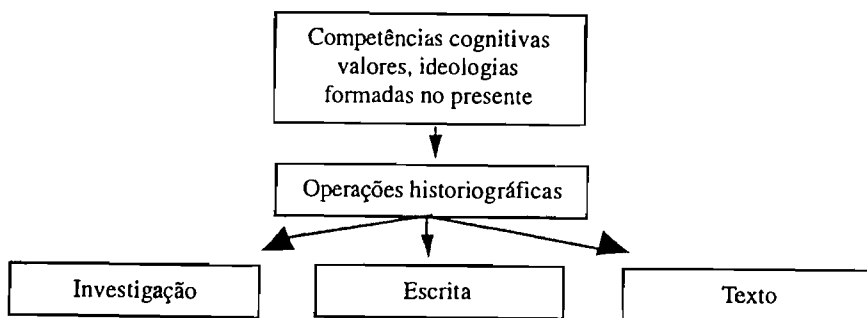 Competências cognitivas
valores, ideologias
formadas no presente
Operações historiográficas
Investigação
Escrita
Texto